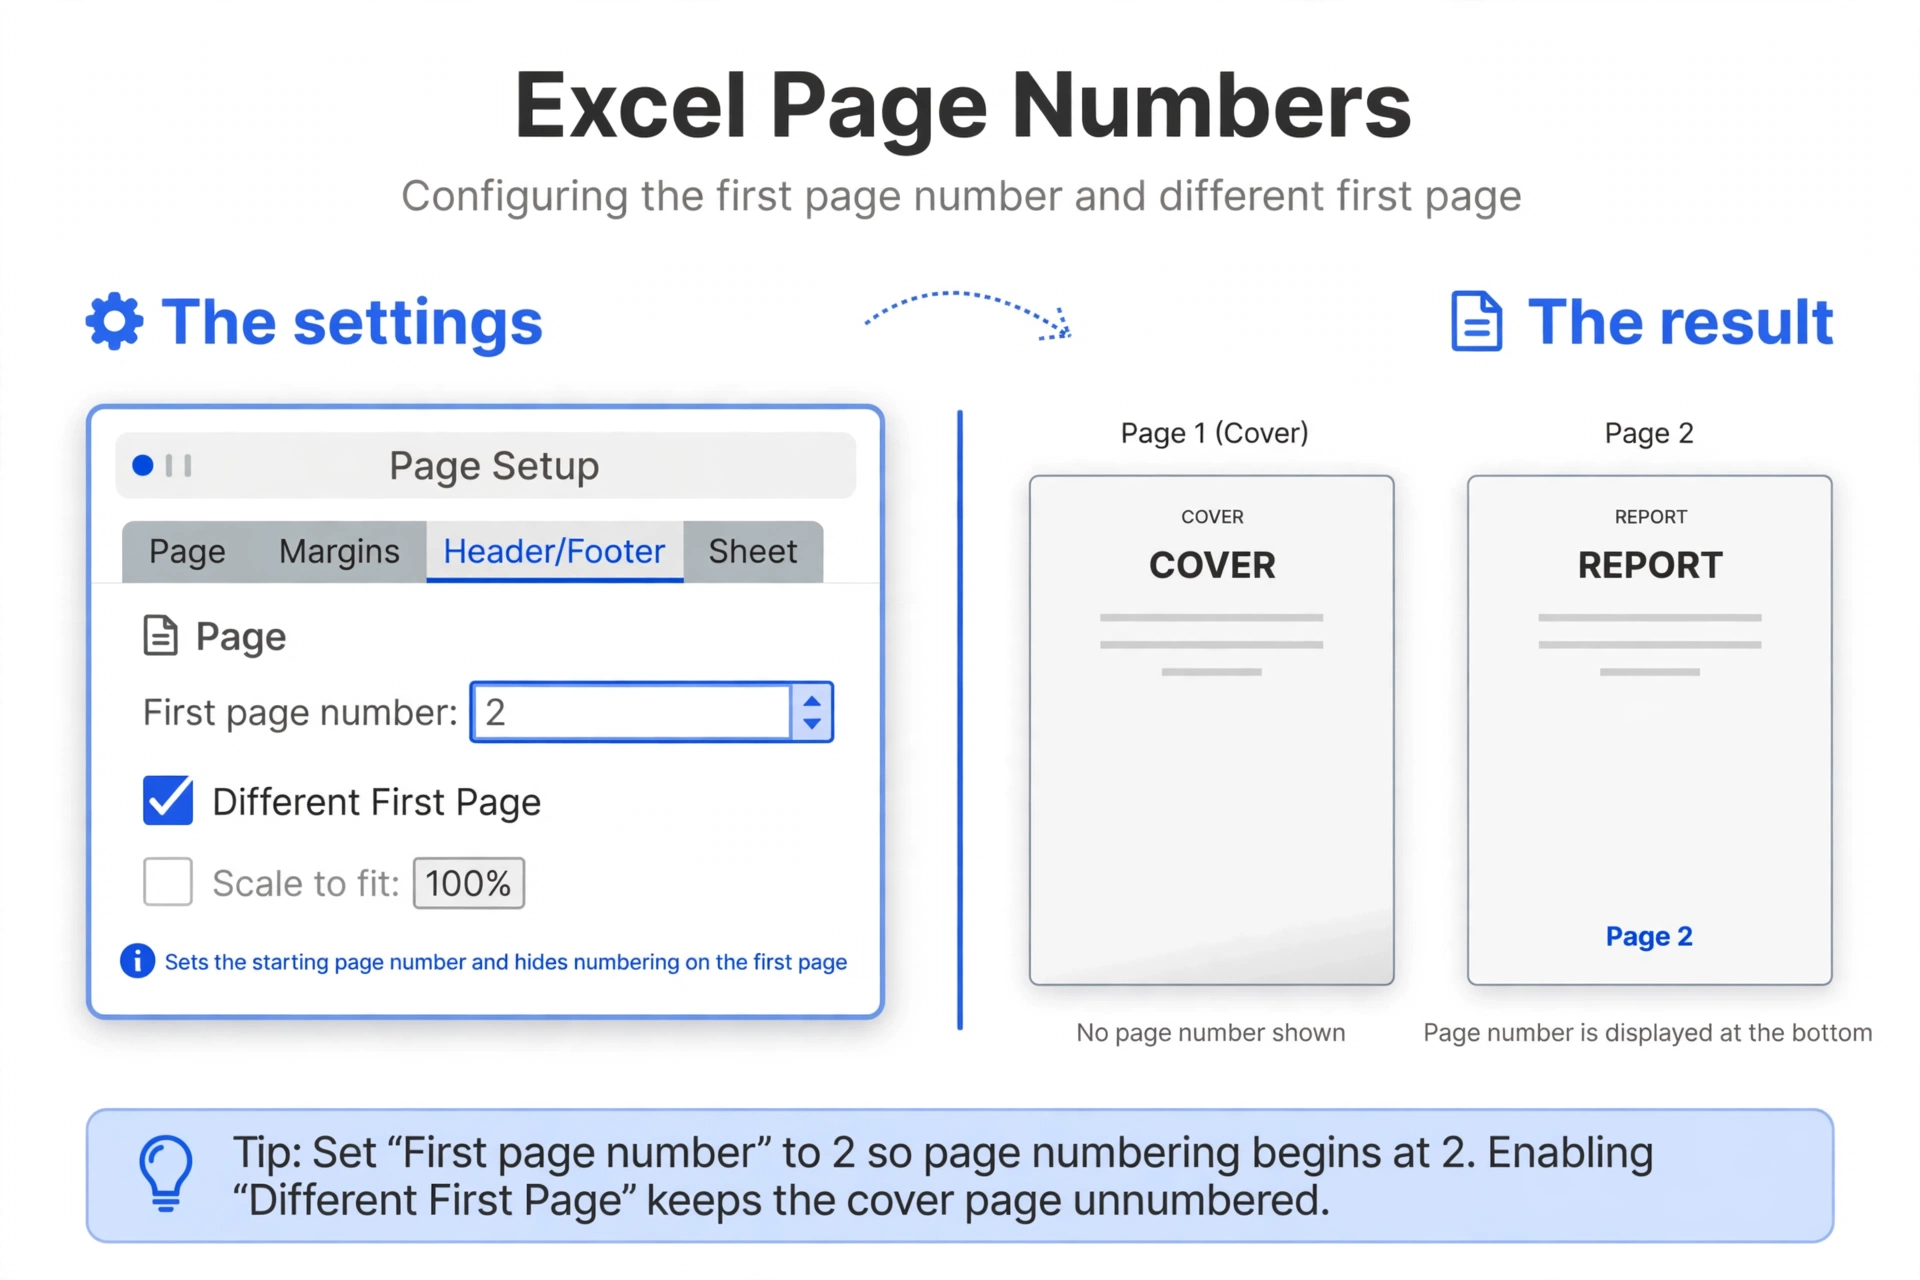 Excel Page Numbers
Configuring the first page number and different first page
The settings
The result
Page Setup
Page Margins Header/Footer Sheet
Page
First page number: 2
Different First Page
Scale to fit: 100%
Sets the starting page number and hides numbering on the first page
Page 1 (Cover)
COVER
COVER
No page number shown
Page 2
REPORT
REPORT
Page 2
Page number is displayed at the bottom
Tip: Set “First page number” to 2 so page numbering begins at 2. Enabling
“Different First Page” keeps the cover page unnumbered.